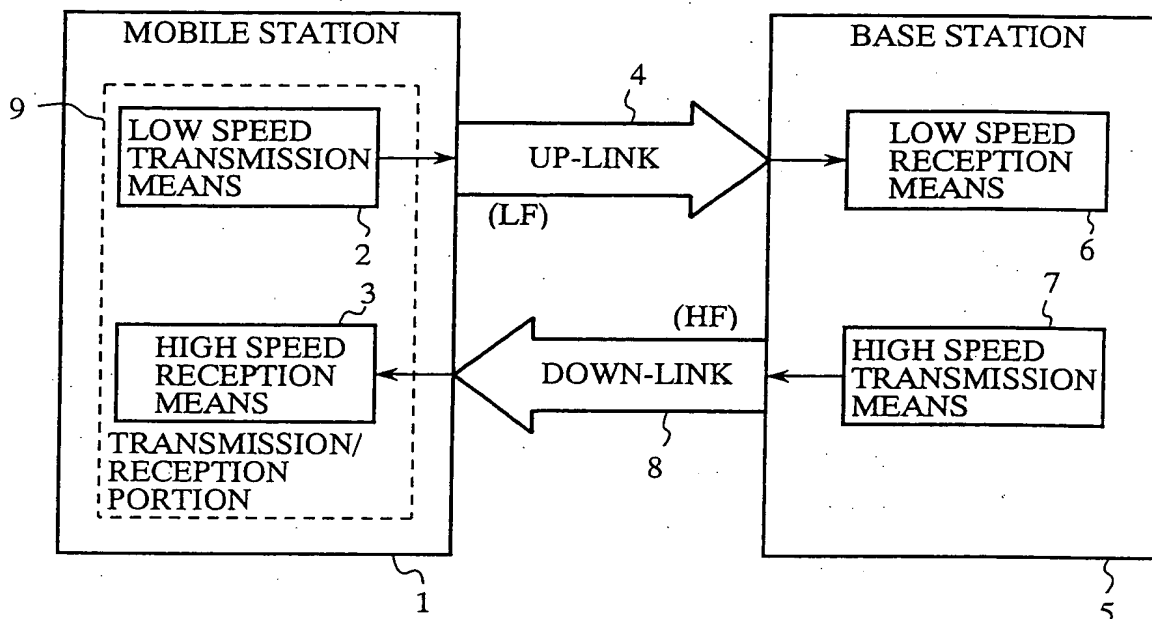 MOBILE STATION
9
LOW SPEED
TRANSMISSION
MEANS
2
3
HIGH SPEED
RECEPTION
MEANS
TRANSMISSION/
RECEPTION
PORTION
1
4
UP-LINK
(LF)
(HF)
DOWN-LINK
8
BASE STATION
LOW SPEED
RECEPTION
MEANS
6
7
HIGH SPEED
TRANSMISSION
MEANS
5